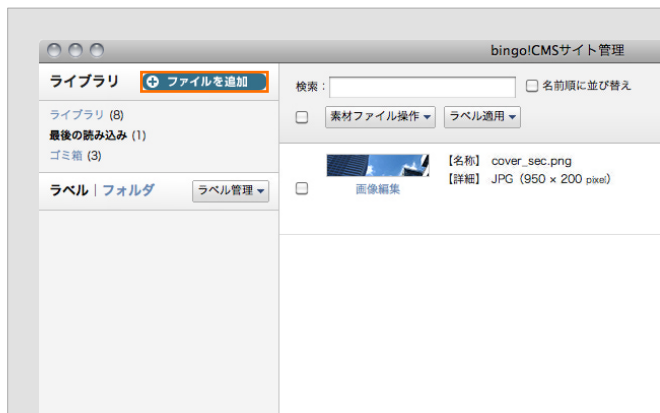 bingo!CMSサイト管理
ライブラリ ファイルを追加
ライブラリ (8)
最後の読み込み (1)
ゴミ箱 (3)
ラベル | フォルダ ラベル管理
検索： 名前順に並び替え
素材ファイル操作 ラベル適用
画像編集
【名称】 cover_sec.png
【詳細】 JPG（950 × 200 pixel）